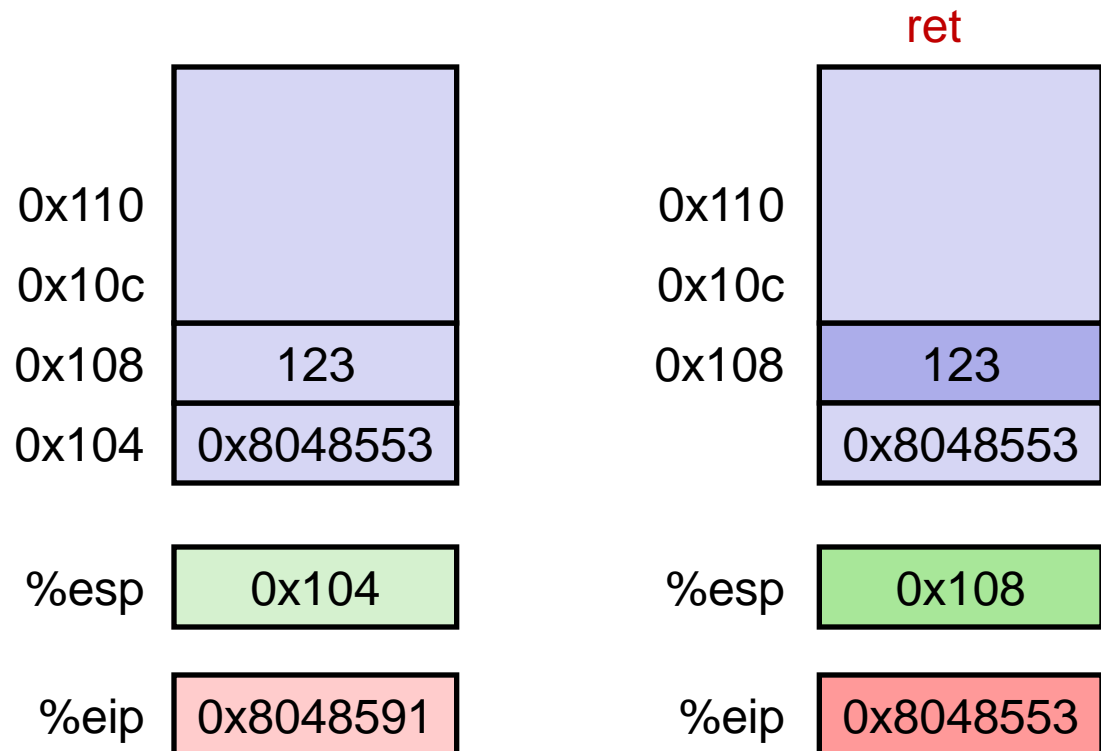 ret
0x110 0x110
0x10c 0x10c
0x108 123 0x108 123
0x104 0x8048553 0x8048553
%esp 0x104 %esp 0x108
%eip 0x8048591 %eip 0x8048553